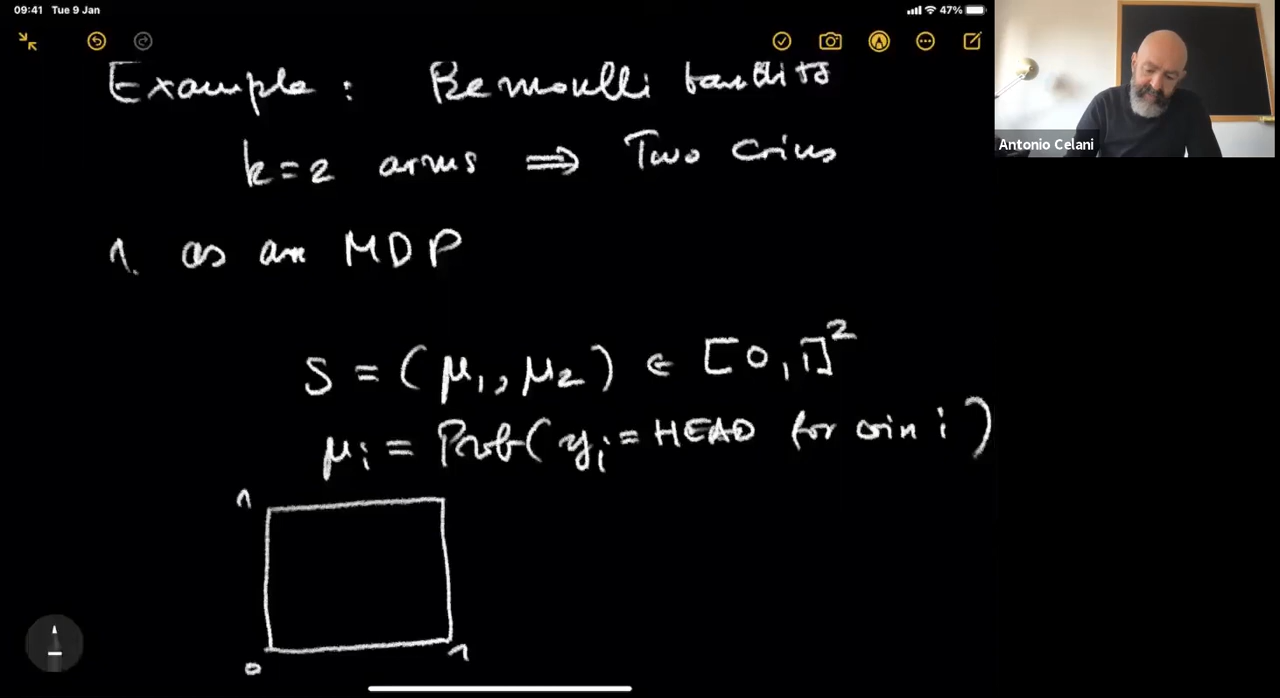 09:41 Tue 9 Jan
47%
Antonio Celani
Example : Bernoulli bandits
k=2 arms ⇒ Two coins
1. as an MDP
S = (μ₁, μ₂) ∈ [0,1]²
μᵢ = Prob( yᵢ = HEAD for coin i )
1
0 1